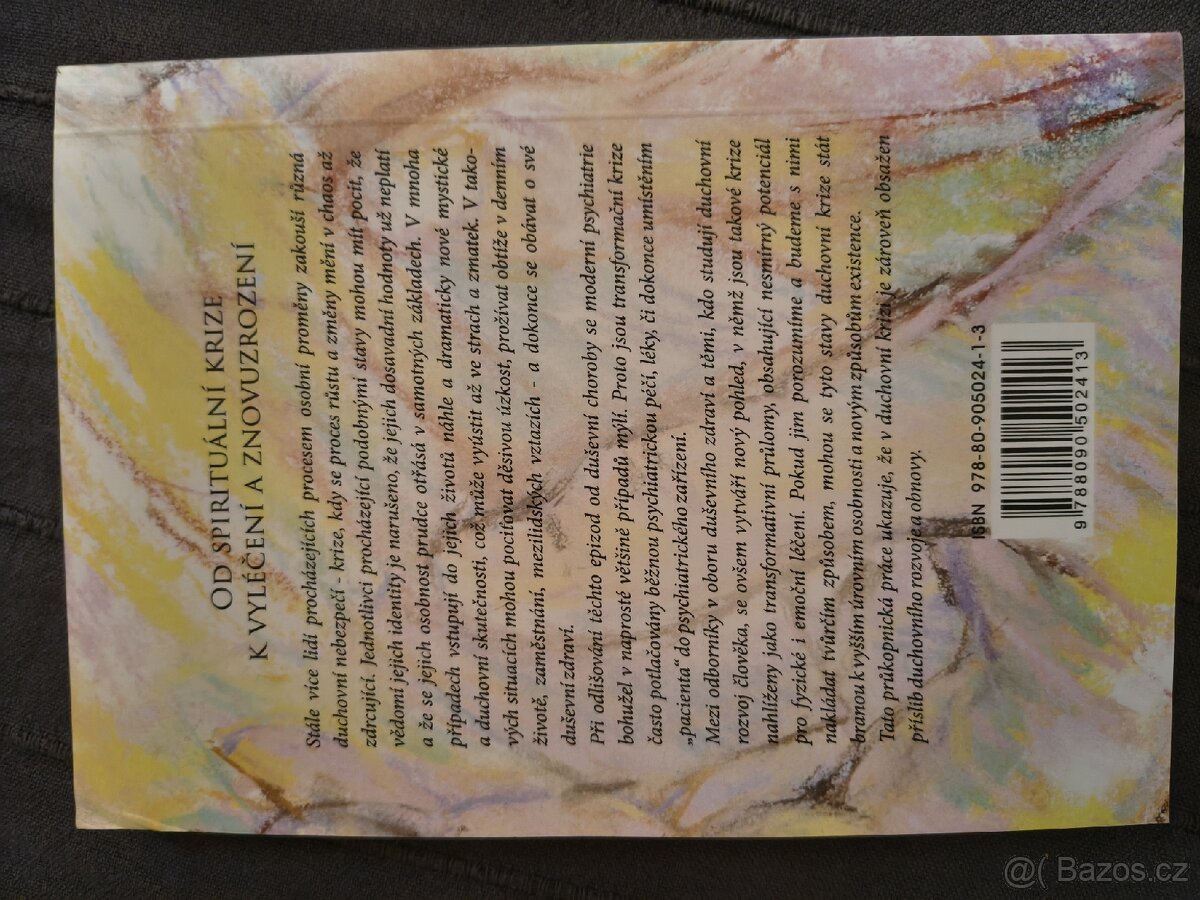 OD SPIRITUÁLNÍ KRIZE
K VYLÉČENÍ A ZNOVUZROZENÍ
Stále více lidí procházejících procesem osobní proměny zakouší různá
duchovní nebezpečí - krize, kdy se proces růstu a změny mění v chaos až
zdrcující. Jednotlivci procházející podobnými stavy mohou mít pocit, že
vědomí jejich identity je narušeno, že jejich dosavadní hodnoty už neplatí
a že se jejich osobnost prudce otřásá v samotných základech. V mnoha
případech vstupují do jejich životů náhle a dramaticky nové mystické
a duchovní skutečnosti, což může vyústit až ve strach a zmatek. V tako-
vých situacích mohou pociťovat děsivou úzkost, prožívat obtíže v denním
životě, zaměstnání, mezilidských vztazích - a dokonce se obávat o své
duševní zdraví.
Při odlišování těchto epizod od duševní choroby se moderní psychiatrie
bohužel v naprosté většině případů mýlí. Proto jsou transformační krize
často potlačovány běžnou psychiatrickou péčí, léky, či dokonce umístěním
„pacienta“ do psychiatrického zařízení.
Mezi odborníky v oboru duševního zdraví a těmi, kdo studují duchovní
rozvoj člověka, se ovšem vytváří nový pohled, v němž jsou takové krize
nahlíženy jako transformativní průlomy, obsahující nesmírný potenciál
pro fyzické i emoční léčení. Pokud jim porozumíme a budeme s nimi
nakládat tvůrčím způsobem, mohou se tyto stavy duchovní krize stát
branou k vyšším úrovním osobnosti a novým způsobům existence.
Tato průkopnická práce ukazuje, že v duchovní krizi je zároveň obsažen
příslib duchovního rozvoje a obnovy.
ISBN 978-80-905024-1-3
9 788090 502413
@( Bazos.cz